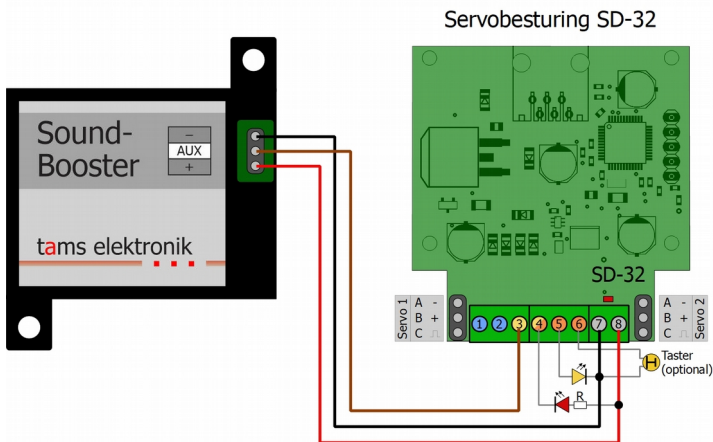 Servobesturing SD-32
Sound-
Booster
–
AUX
+
tams elektronik
SD-32
Servo 1
A -
B +
C ⎍
1 2 3 4 5 6 7 8
A -
B +
C ⎍
Servo 2
Taster
(optional)
R